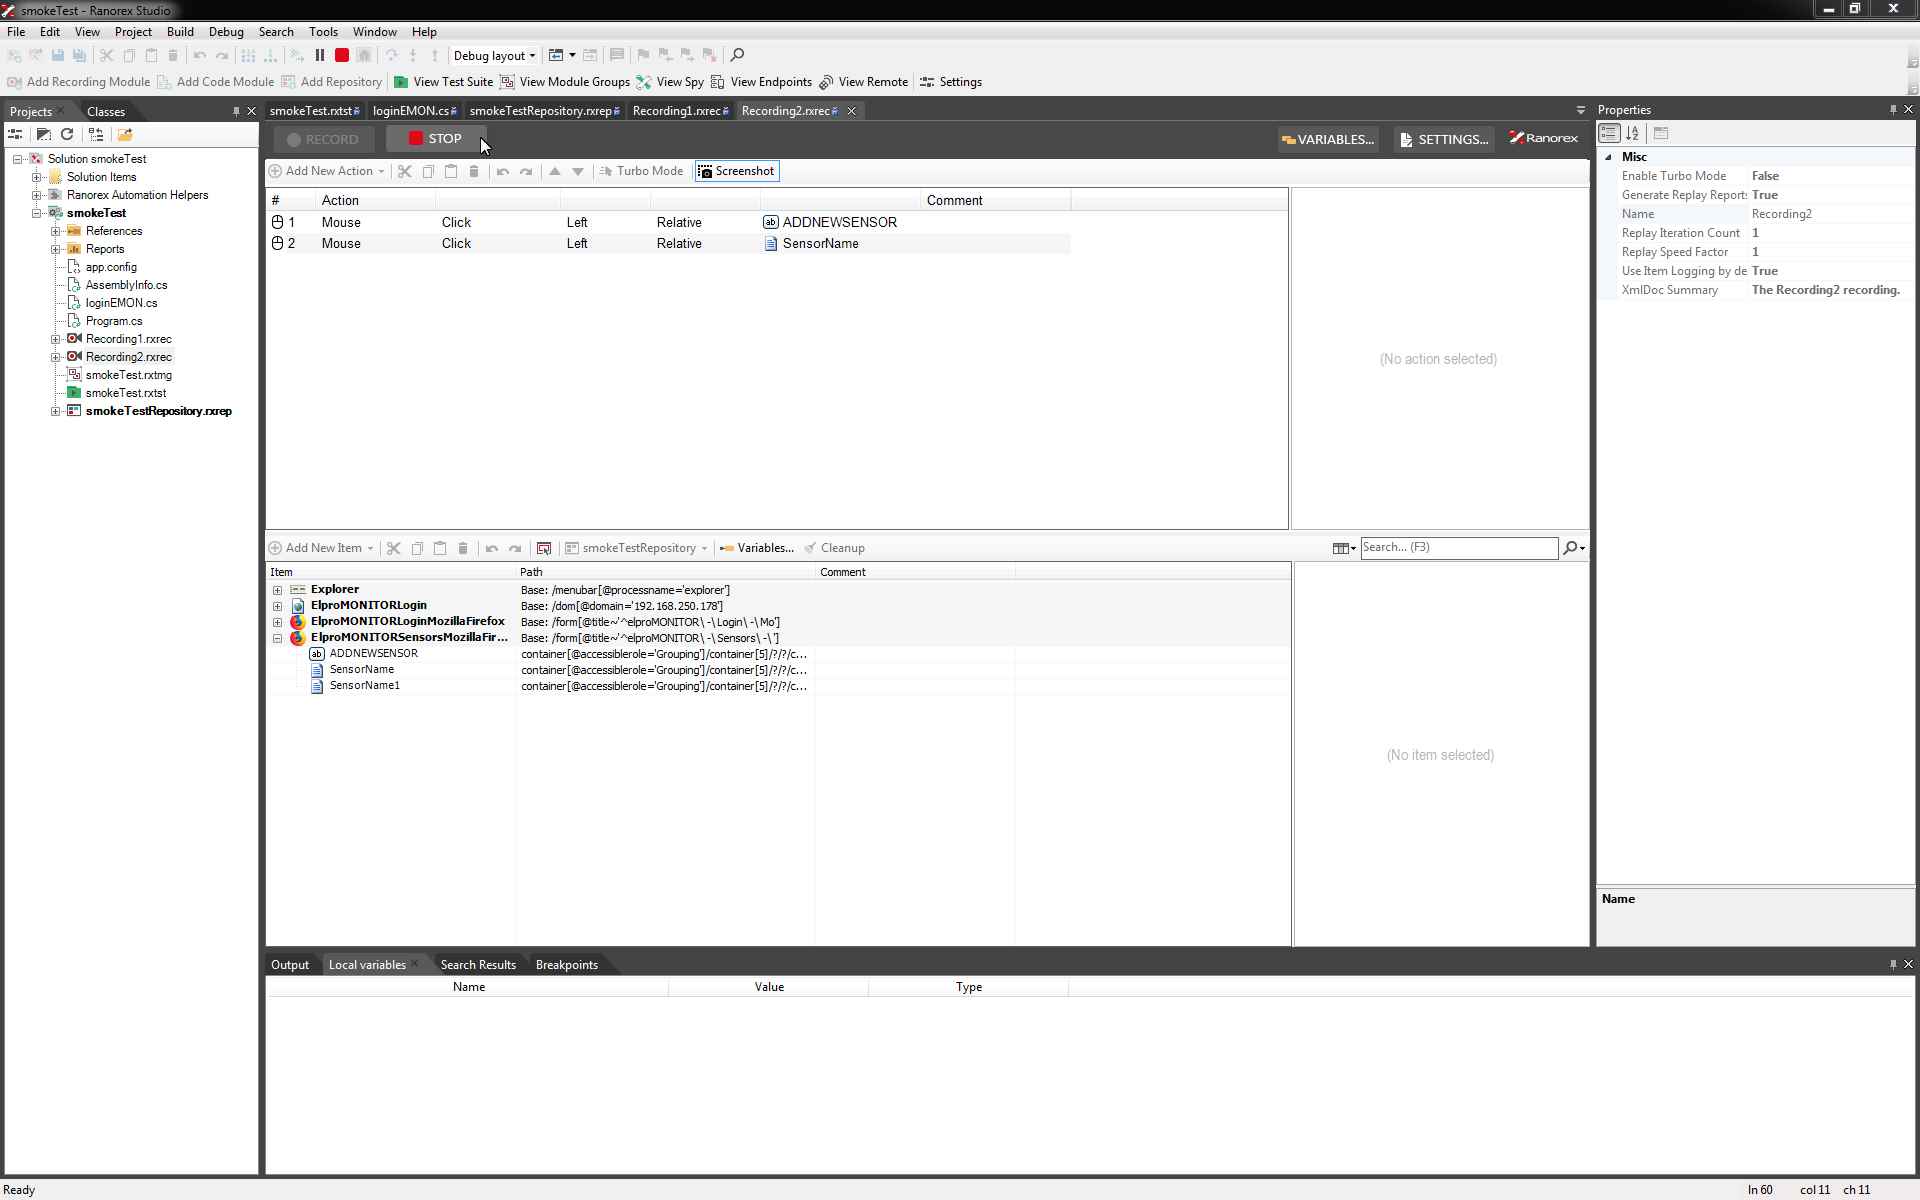 smokeTest - Ranorex Studio
File Edit View Project Build Debug Search Tools Window Help
Debug layout
Add Recording Module Add Code Module Add Repository View Test Suite View Module Groups View Spy View Endpoints View Remote Settings
Projects Classes
smokeTest.rxtst loginEMON.cs smokeTestRepository.rxrep Recording1.rxrec Recording2.rxrec
Properties
RECORD STOP VARIABLES... SETTINGS... Ranorex
Add New Action Turbo Mode Screenshot
Solution smokeTest
Solution Items
Ranorex Automation Helpers
smokeTest
References
Reports
app.config
AssemblyInfo.cs
loginEMON.cs
Program.cs
Recording1.rxrec
Recording2.rxrec
smokeTest.rxtmg
smokeTest.rxtst
smokeTestRepository.rxrep
# Action Comment
1 Mouse Click Left Relative ab ADDNEWSENSOR
2 Mouse Click Left Relative SensorName
(No action selected)
Misc
Enable Turbo Mode False
Generate Replay Reports True
Name Recording2
Replay Iteration Count 1
Replay Speed Factor 1
Use Item Logging by de True
XmlDoc Summary The Recording2 recording.
Name
Add New Item smokeTestRepository Variables... Cleanup Search... (F3)
Item Path Comment
Explorer Base: /menubar[@processname='explorer']
ElproMONITORLogin Base: /dom[@domain='192.168.250.178']
ElproMONITORLoginMozillaFirefox Base: /form[@title~'^elproMONITOR\ -\ Login\ -\ Mo']
ElproMONITORSensorsMozillaFir... Base: /form[@title~'^elproMONITOR\ -\ Sensors\ -\ ']
ab ADDNEWSENSOR container[@accessiblerole='Grouping']/container[5]/?/?/c...
SensorName container[@accessiblerole='Grouping']/container[5]/?/?/c...
SensorName1 container[@accessiblerole='Grouping']/container[5]/?/?/c...
(No item selected)
Output Local variables Search Results Breakpoints
Name Value Type
Ready ln 60 col 11 ch 11